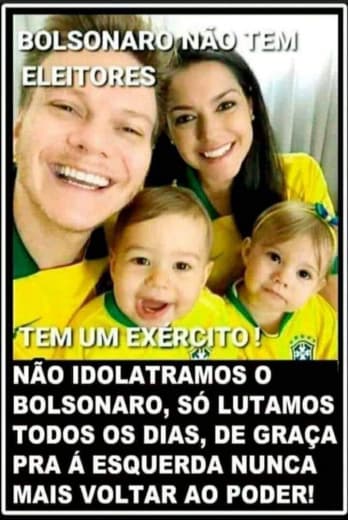 BOLSONARO NÃO TEM
ELEITORES
TEM UM EXÉRCITO!
NÃO IDOLATRAMOS O
BOLSONARO, SÓ LUTAMOS
TODOS OS DIAS, DE GRAÇA
PRA Á ESQUERDA NUNCA
MAIS VOLTAR AO PODER!